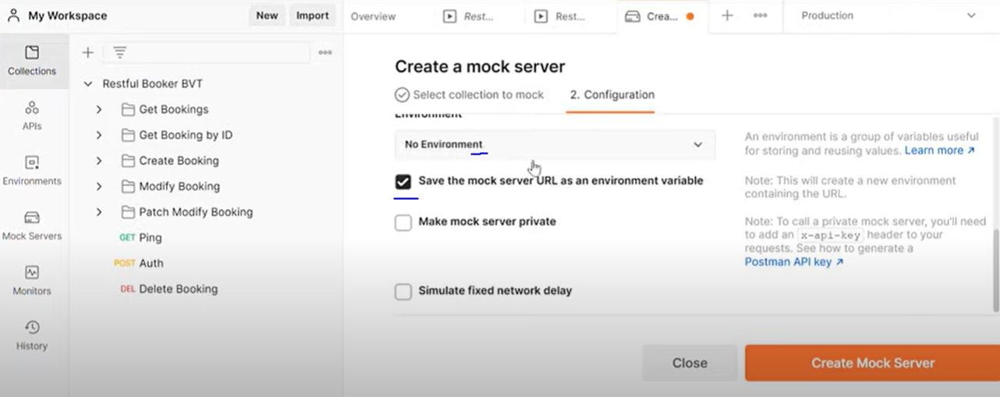 My Workspace
New
Import
Overview
Rest...
Rest...
Crea...
Production
Collections
APIs
Environments
Mock Servers
Monitors
History
Restful Booker BVT
Get Bookings
Get Booking by ID
Create Booking
Modify Booking
Patch Modify Booking
GET Ping
POST Auth
DEL Delete Booking
Create a mock server
Select collection to mock
2. Configuration
Environment
No Environment
An environment is a group of variables useful
for storing and reusing values. Learn more ↗
Save the mock server URL as an environment variable
Note: This will create a new environment
containing the URL.
Make mock server private
Note: To call a private mock server, you'll need
to add an x-api-key header to your
requests. See how to generate a
Postman API key ↗
Simulate fixed network delay
Close
Create Mock Server